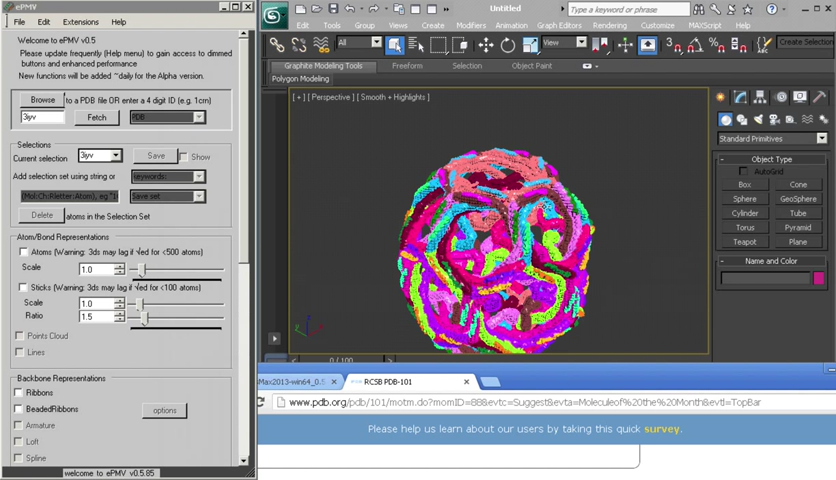 ePMV
File Edit Extensions Help
Welcome to ePMV v0.5
Please update frequently (Help menu) to gain access to dimmed
buttons and enhanced performance
New functions will be added ~daily for the Alpha version.
Browse to a PDB file OR enter a 4 digit ID (e.g. 1crn)
3iyv Fetch PDB
Selections
Current selection 3iyv Save Show
Add selection set using string or keywords:
Save set
Delete atoms in the Selection Set
Atom/Bond Representations
Atoms (Warning: 3ds may lag if √ed for <500 atoms)
Scale 1.0
Sticks (Warning: 3ds may lag if √ed for <100 atoms)
Scale 1.0
Ratio 1.5
Points Cloud
Lines
Backbone Representations
Ribbons
BeadedRibbons options
Armature
Loft
Spline
welcome to ePMV v0.5.85
Untitled Type a keyword or phrase
Edit Tools Group Views Create Modifiers Animation Graph Editors Rendering Customize MAXScript Help
All View 3 Create Selection
Graphite Modeling Tools Freeform Selection Object Paint
Polygon Modeling
[ + ] [ Perspective ] [ Smooth + Highlights ]
0 / 100
Standard Primitives
- Object Type
AutoGrid
Box Cone
Sphere GeoSphere
Cylinder Tube
Torus Pyramid
Teapot Plane
- Name and Color
RCSB PDB-101
www.pdb.org/pdb/101/motm.do?momID=88&evtc=Suggest&evta=Moleculeof%20the%20Month&evtl=TopBar
Please help us learn about our users by taking this quick survey.